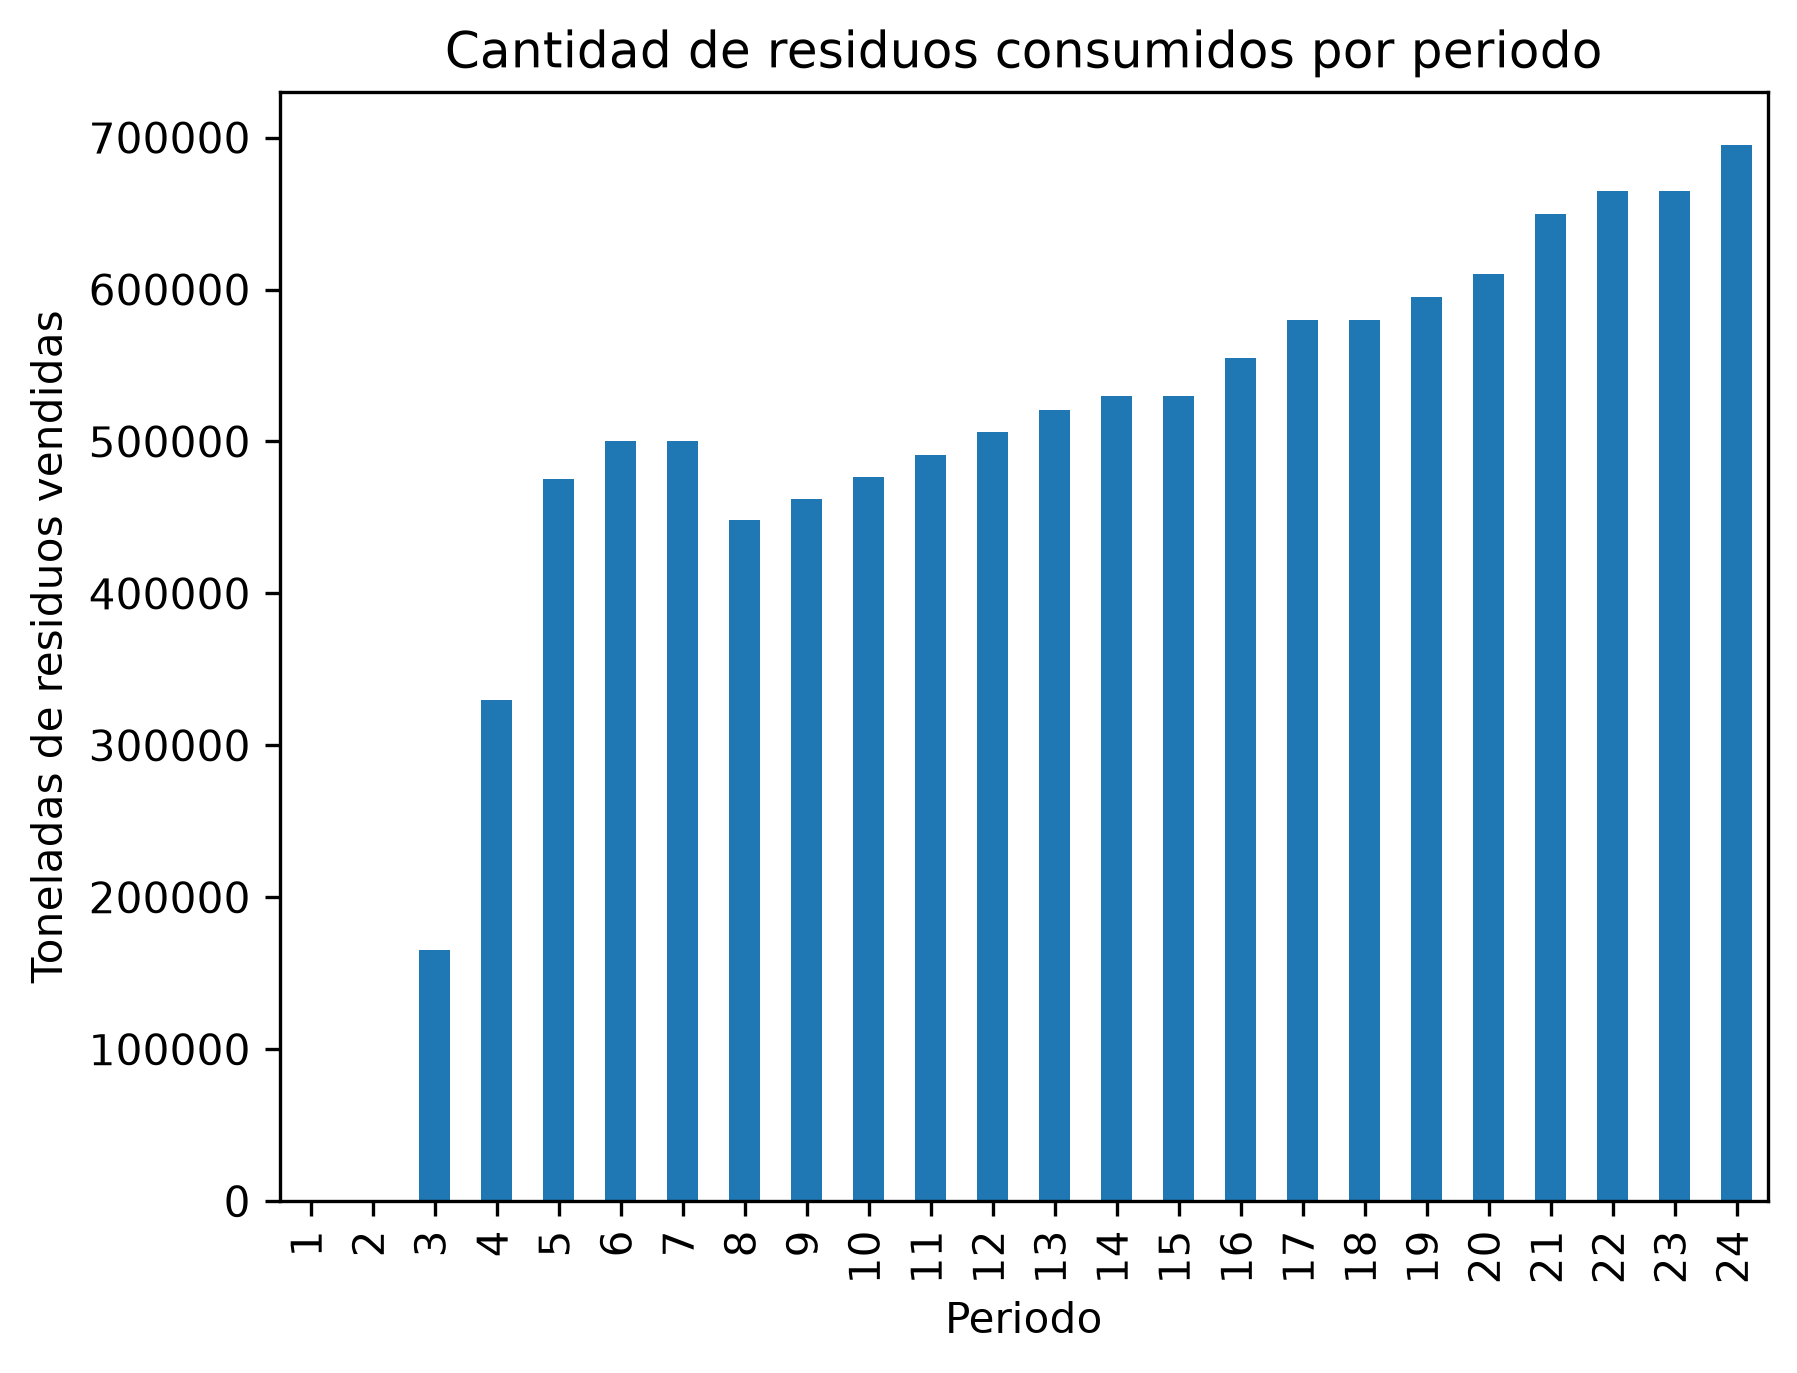 Cantidad de residuos consumidos por periodo
Toneladas de residuos vendidas
700000
600000
500000
400000
300000
200000
100000
0
1 2 3 4 5 6 7 8 9 10 11 12 13 14 15 16 17 18 19 20 21 22 23 24
Periodo